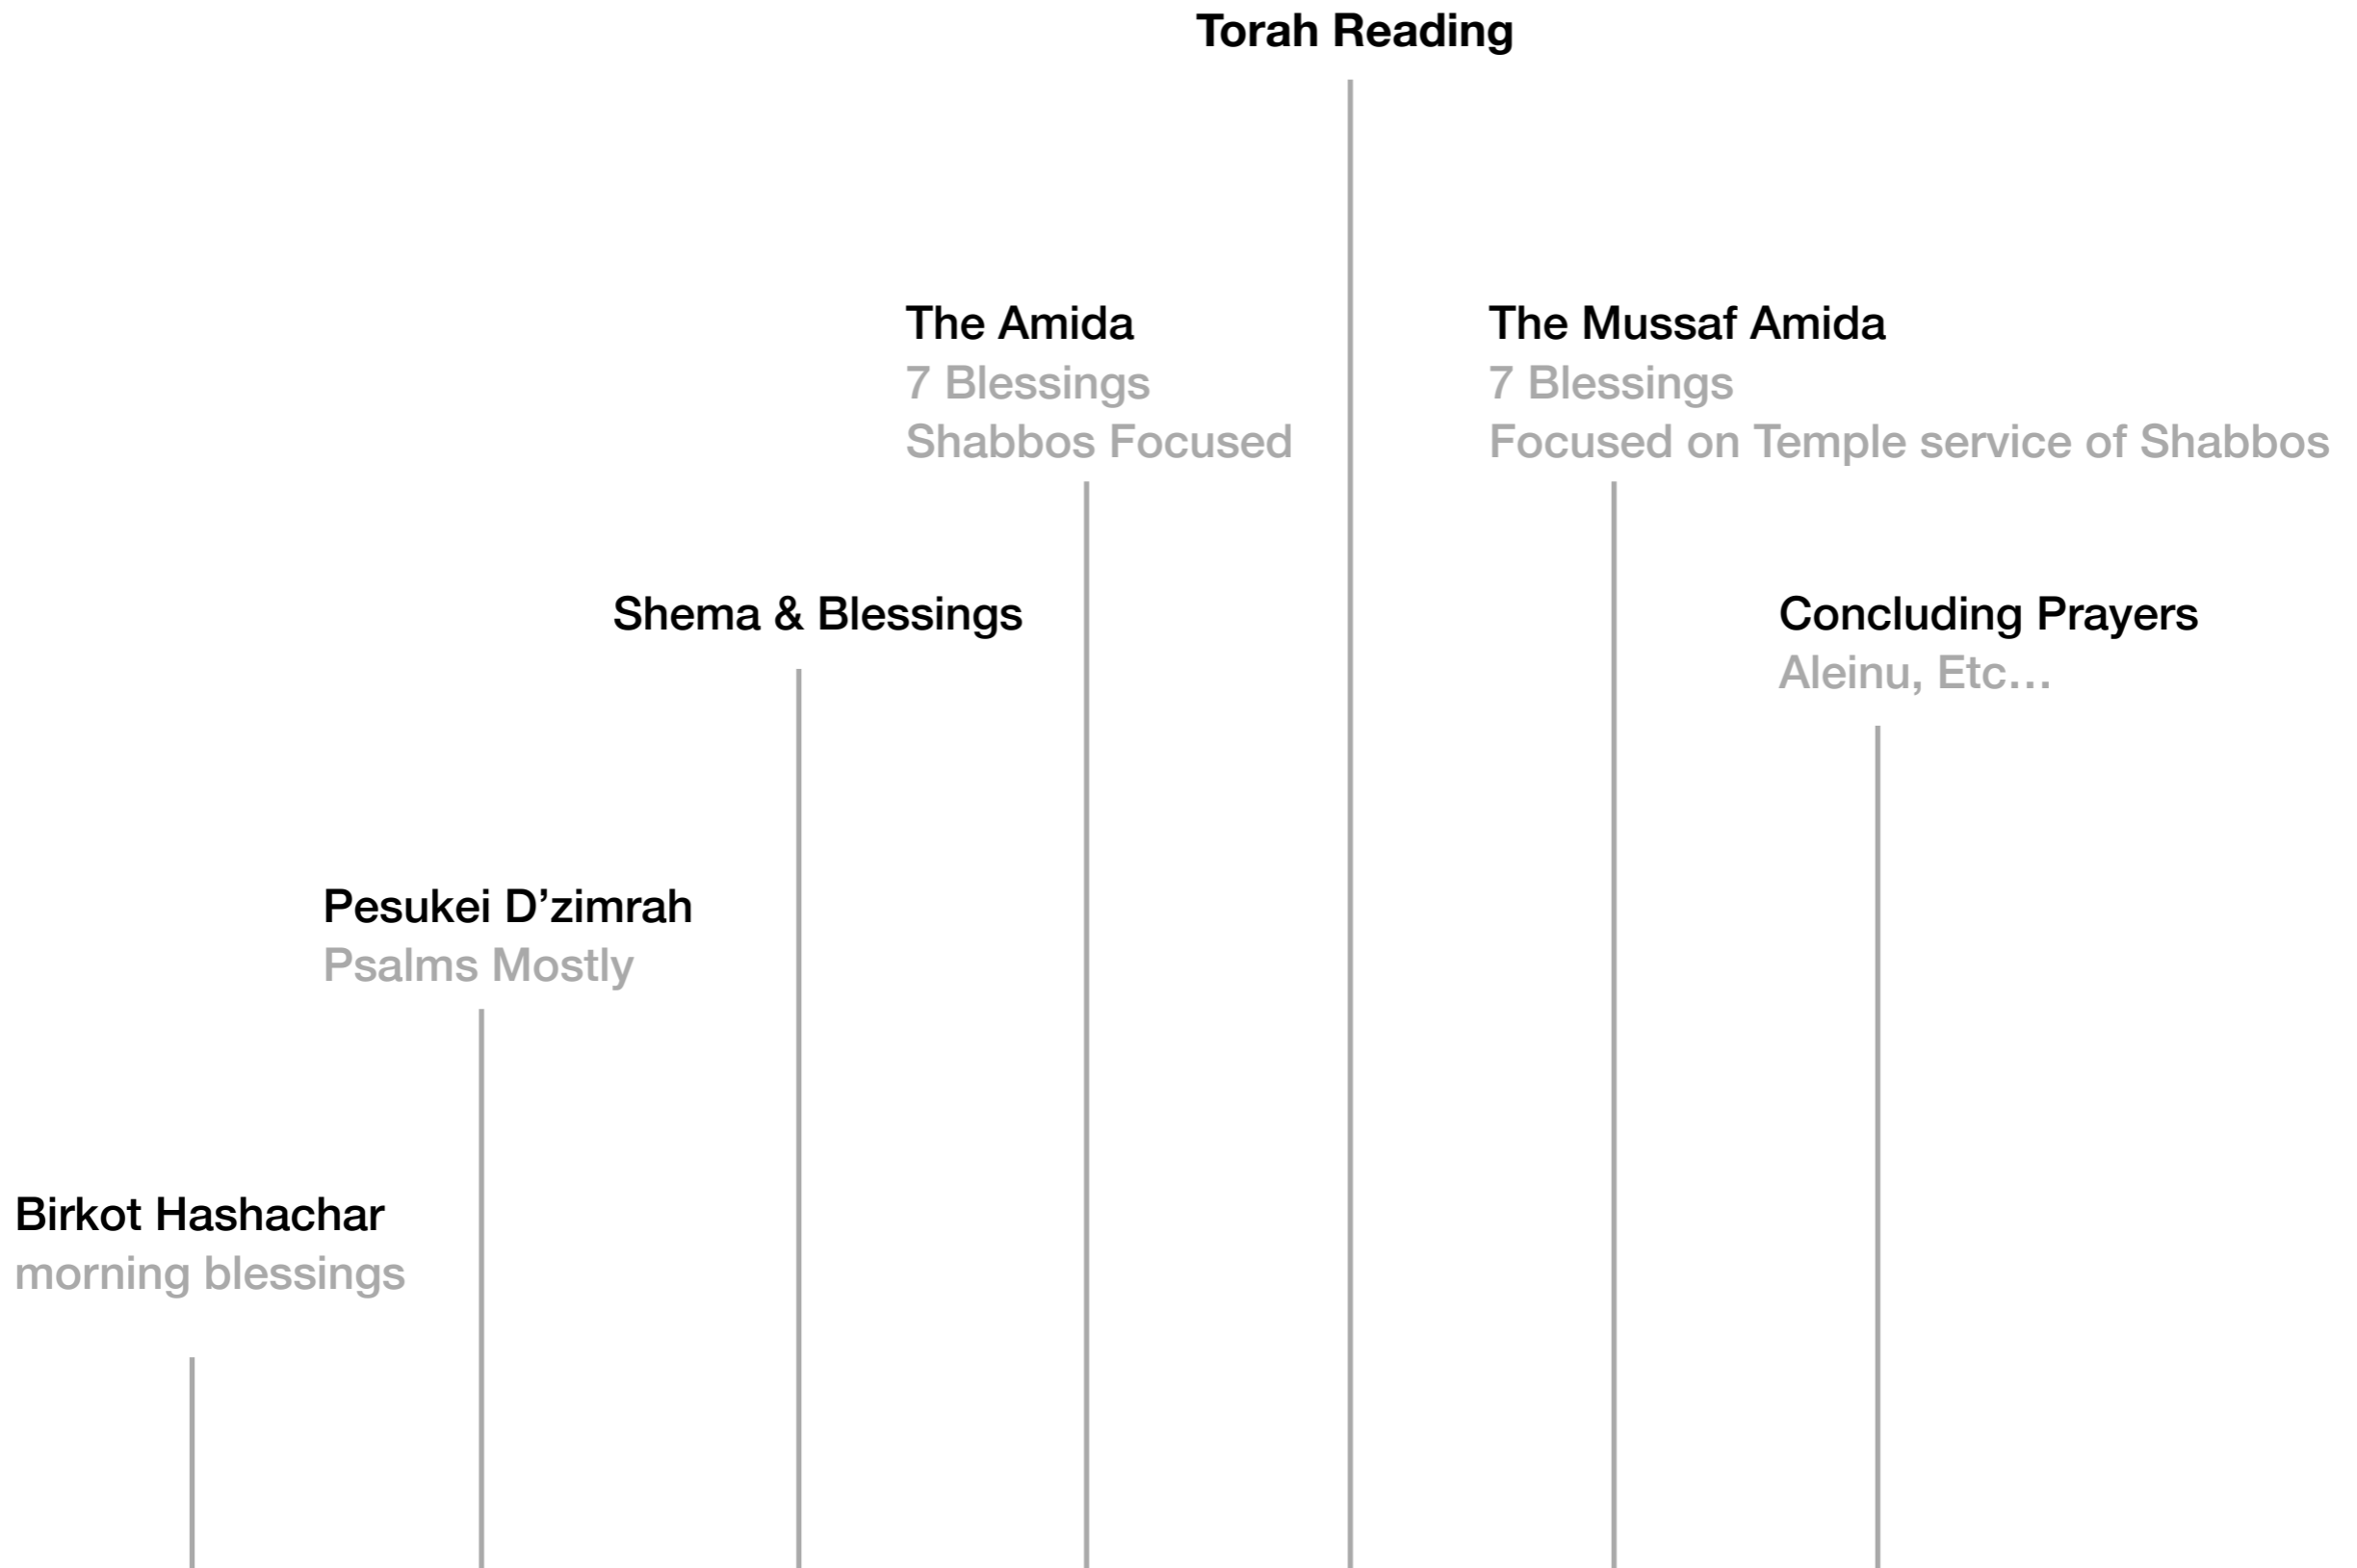 Torah Reading
The Amida
7 Blessings
Shabbos Focused
The Mussaf Amida
7 Blessings
Focused on Temple service of Shabbos
Shema & Blessings
Concluding Prayers
Aleinu, Etc…
Pesukei D’zimrah
Psalms Mostly
Birkot Hashachar
morning blessings